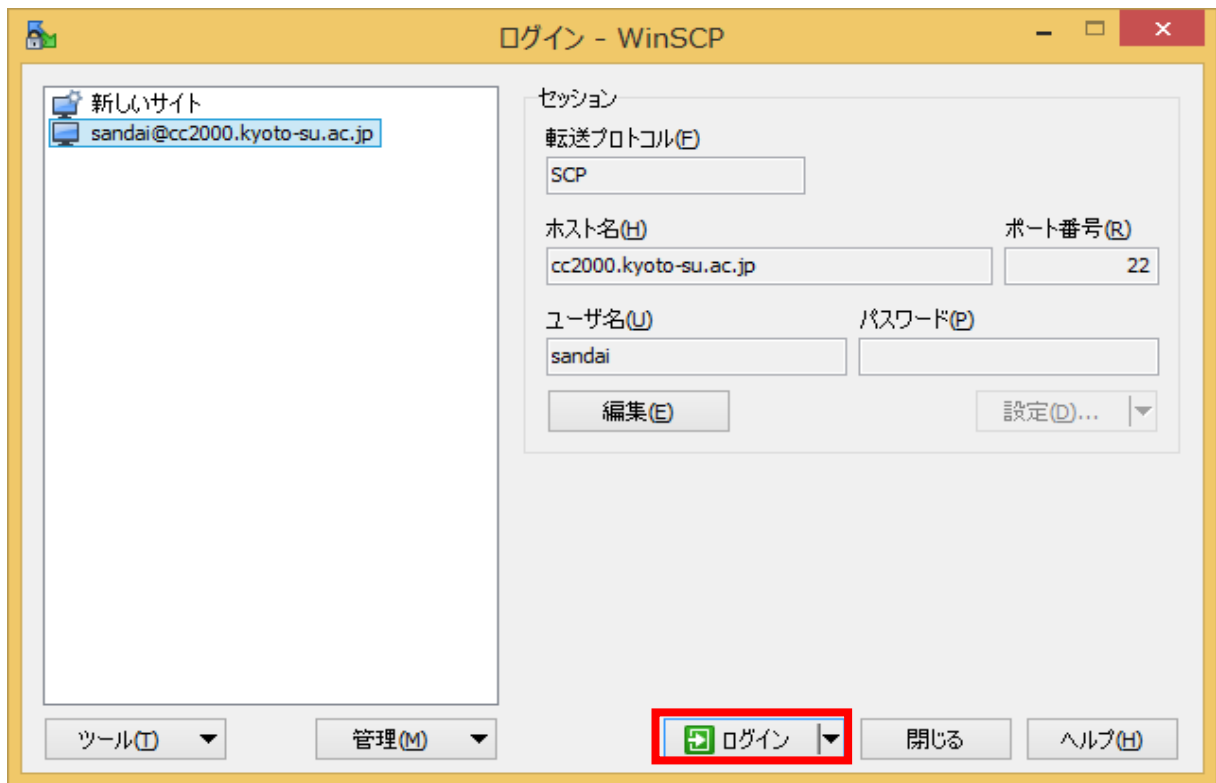 ログイン - WinSCP
新しいサイト
sandai@cc2000.kyoto-su.ac.jp
セッション
転送プロトコル(F)
SCP
ホスト名(H) ポート番号(R)
cc2000.kyoto-su.ac.jp 22
ユーザ名(U) パスワード(P)
sandai
編集(E) 設定(D)...
ツール(T) 管理(M) ログイン 閉じる ヘルプ(H)